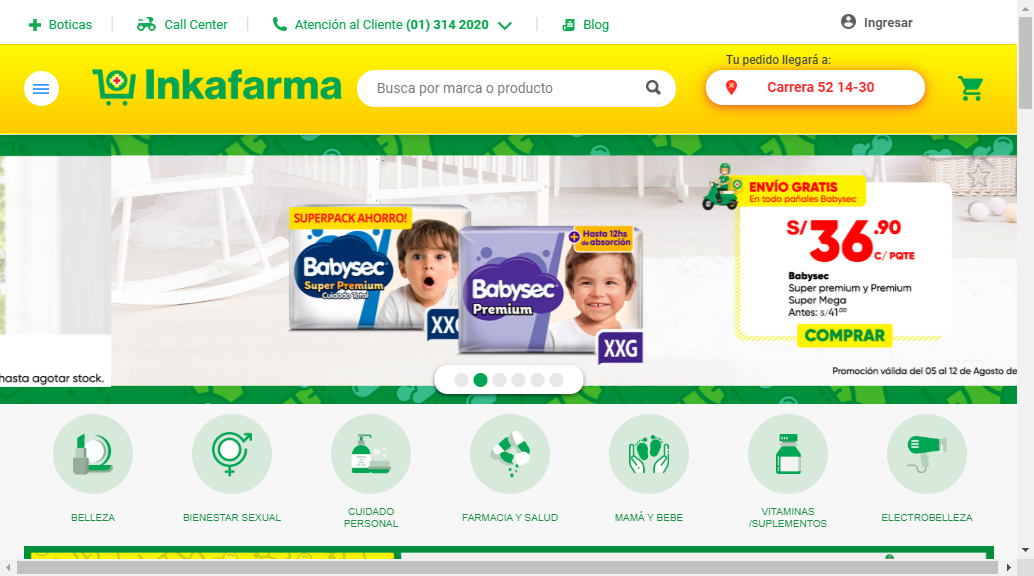 Boticas
Call Center
Atención al Cliente (01) 314 2020
Blog
Ingresar
Inkafarma
Busca por marca o producto
Tu pedido llegará a:
Carrera 52 14-30
hasta agotar stock.
SUPERPACK AHORRO!
Babysec
Super Premium
Cuidado Total
XXG
+ Hasta 12hs
de absorción
Babysec
Premium
XXG
ENVÍO GRATIS
En todo pañales Babysec
S/ 36.90
C/ PQTE
Babysec
Super premium y Premium
Super Mega
Antes: s/41.00
COMPRAR
Promoción válida del 05 al 12 de Agosto de
BELLEZA
BIENESTAR SEXUAL
CUIDADO
PERSONAL
FARMACIA Y SALUD
MAMÁ Y BEBE
VITAMINAS
/SUPLEMENTOS
ELECTROBELLEZA